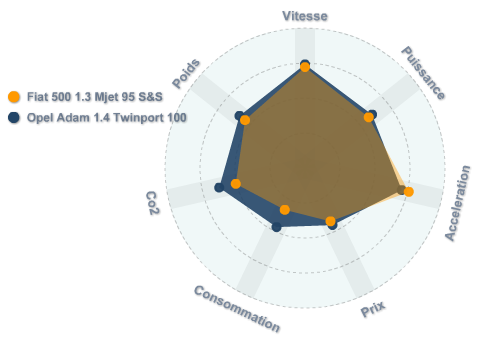 Vitesse
Puissance
Poids
Fiat 500 1.3 Mjet 95 S&S
Opel Adam 1.4 Twinport 100
Acceleration
Co2
Consommation
Prix